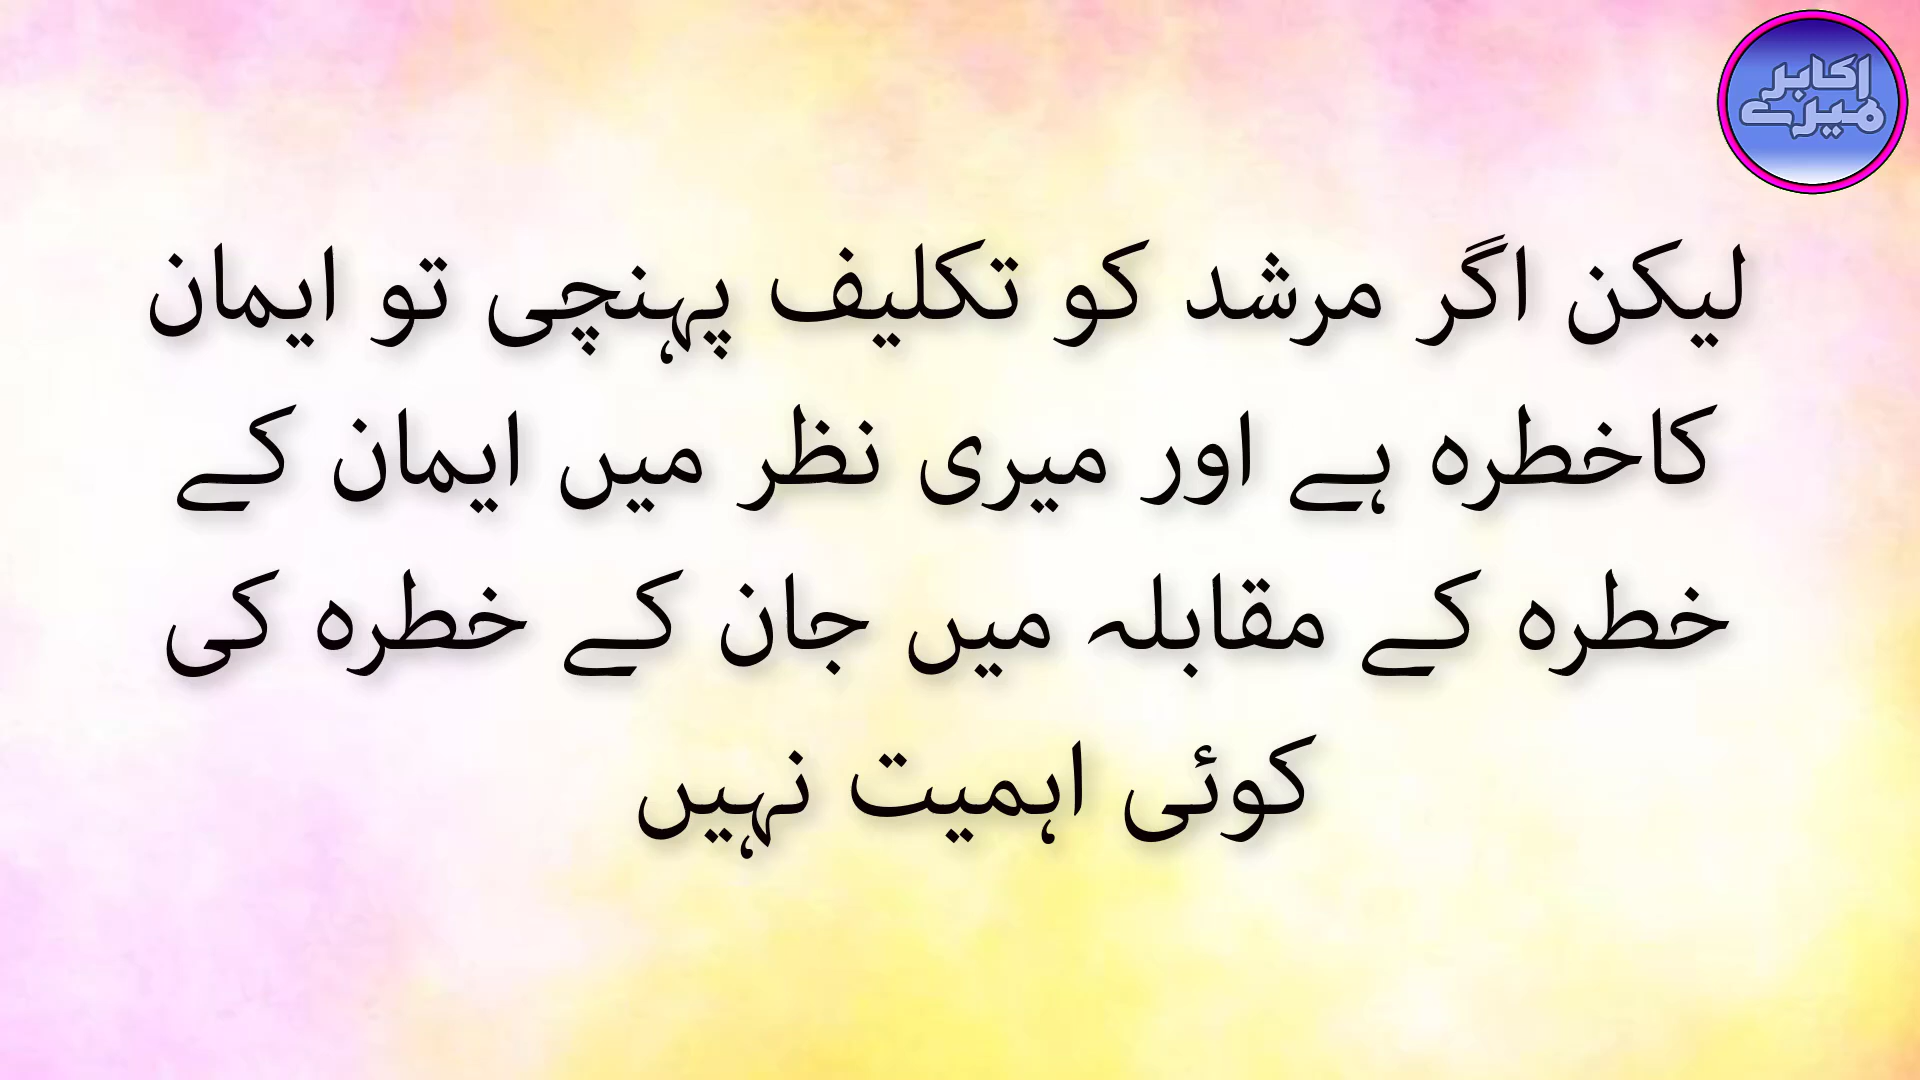 اکابر
میرے
لیکن اگر مرشد کو تکلیف پہنچی تو ایمان
کاخطرہ ہے اور میری نظر میں ایمان کے
خطرہ کے مقابلہ میں جان کے خطرہ کی
کوئی اہمیت نہیں